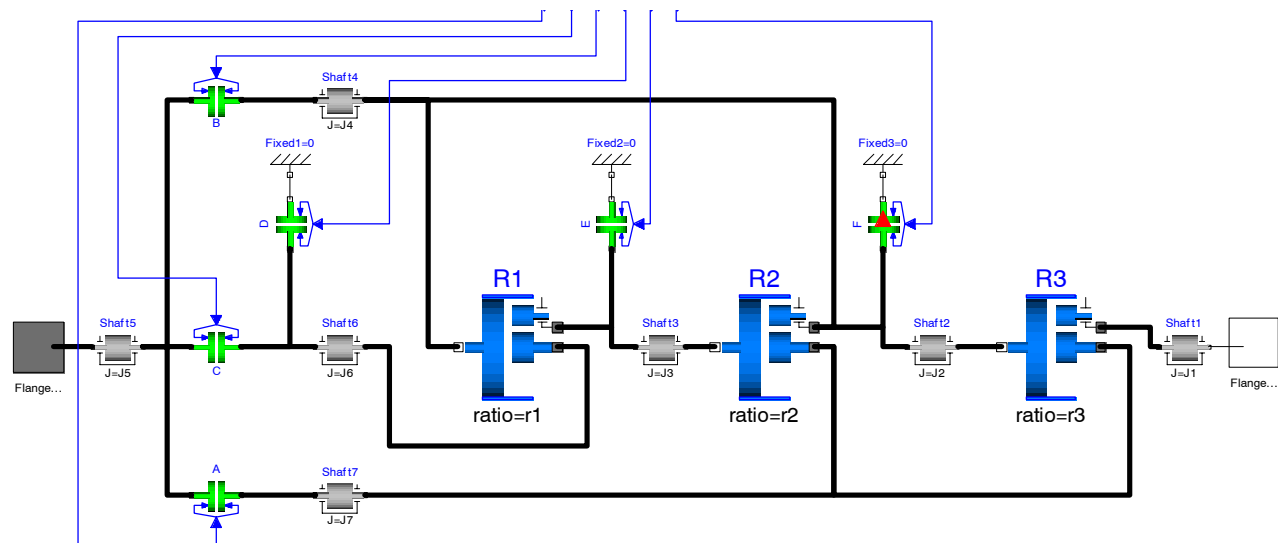 Shaft4
B
J=J4
Fixed1=0
Fixed2=0
Fixed3=0
D
E
F
R1
R2
R3
Shaft5
Shaft6
Shaft3
Shaft2
Shaft1
Flange...
J=J5
C
J=J6
J=J3
J=J2
J=J1
Flange...
ratio=r1
ratio=r2
ratio=r3
A
Shaft7
J=J7